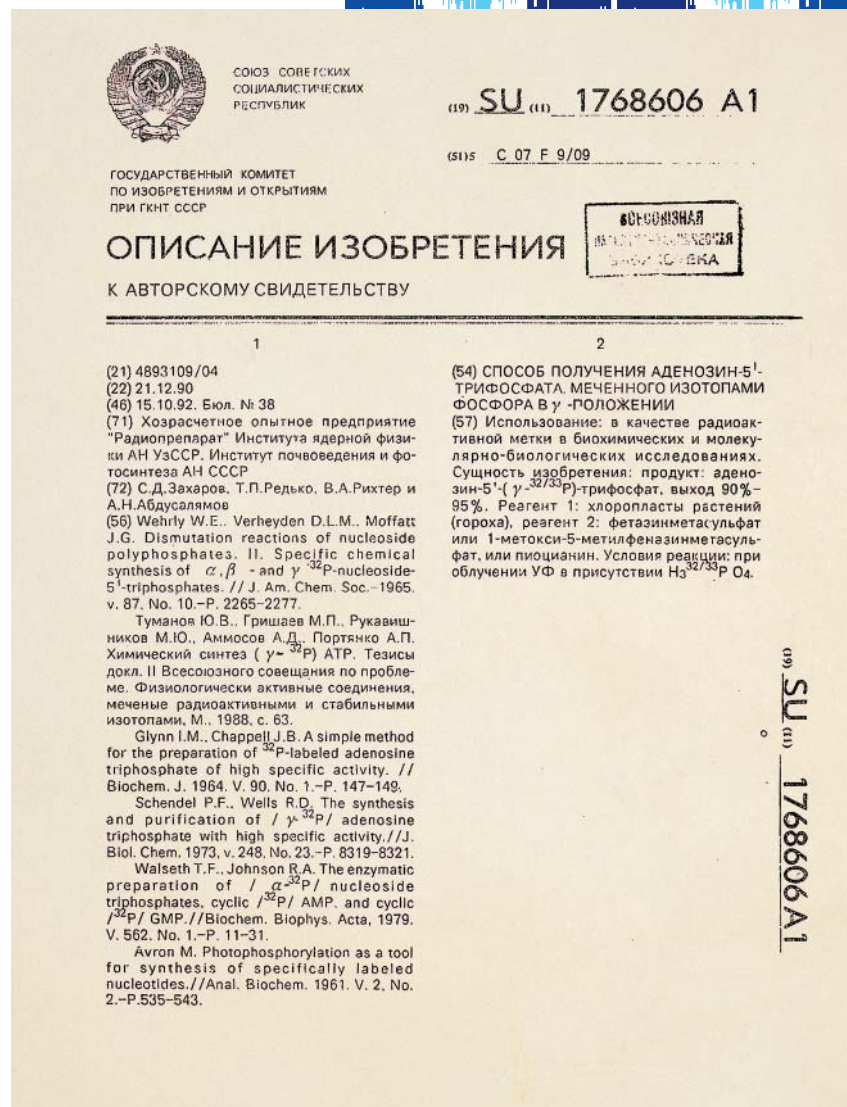 СОЮЗ СОВЕТСКИХ
СОЦИАЛИСТИЧЕСКИХ
РЕСПУБЛИК
(19) SU (11) 1768606 A1
(51)5 C 07 F 9/09
ГОСУДАРСТВЕННЫЙ КОМИТЕТ
ПО ИЗОБРЕТЕНИЯМ И ОТКРЫТИЯМ
ПРИ ГКНТ СССР
ВСЕСОЮЗНАЯ
ОПИСАНИЕ ИЗОБРЕТЕНИЯ
К АВТОРСКОМУ СВИДЕТЕЛЬСТВУ
1
(21) 4893109/04
(22) 21.12.90
(46) 15.10.92. Бюл. № 38
(71) Хозрасчетное опытное предприятие
"Радиопрепарат" Института ядерной физи-
ки АН УзССР. Институт почвоведения и фо-
тосинтеза АН СССР
(72) С.Д.Захаров, Т.П.Редько, В.А.Рихтер и
А.Н.Абдусалямов
(56) Wehrly W.E.. Verheyden D.L.M.. Moffatt
J.G. Dismutation reactions of nucleoside
polyphosphates. II. Specific chemical
synthesis of α,β - and γ -³²P-nucleoside-
5¹-triphosphates. // J. Am. Chem. Soc.-1965.
v. 87, No. 10.–P. 2265–2277.
Туманов Ю.В., Гришаев М.П., Рукавиш-
ников М.Ю., Аммосов А.Д., Портянко А.П.
Химический синтез ( γ- ³²P) АТР. Тезисы
докл. II Всесоюзного совещания по пробле-
ме. Физиологически активные соединения,
меченые радиоактивными и стабильными
изотопами, М., 1988, с. 63.
Glynn I.M., Chappell J.B. A simple method
for the preparation of ³²P-labeled adenosine
triphosphate of high specific activity. //
Biochem. J. 1964. V. 90, No. 1.–P. 147–149.
Schendel P.F., Wells R.D. The synthesis
and purification of / γ-³²P/ adenosine
triphosphate with high specific activity.//J.
Biol. Chem. 1973, v. 248, No. 23.–P. 8319–8321.
Walseth T.F., Johnson R.A. The enzymatic
preparation of / α-³²P/ nucleoside
triphosphates, cyclic /³²P/ AMP, and cyclic
/³²P/ GMP.//Biochem. Biophys. Acta, 1979.
V. 562, No. 1.–P. 11–31.
Avron M. Photophosphorylation as a tool
for synthesis of specifically labeled
nucleotides.//Anal. Biochem. 1961. V. 2, No.
2.–P.535–543.
2
(54) СПОСОБ ПОЛУЧЕНИЯ АДЕНОЗИН-5¹-
ТРИФОСФАТА, МЕЧЕННОГО ИЗОТОПАМИ
ФОСФОРА В γ -ПОЛОЖЕНИИ
(57) Использование: в качестве радиоак-
тивной метки в биохимических и молеку-
лярно-биологических исследованиях.
Сущность изобретения: продукт: адено-
зин-5'-( γ-³²/³³P)-трифосфат, выход 90%–
95%. Реагент 1: хлоропласты растений
(гороха), реагент 2: фетазинметасульфат
или 1-метокси-5-метилфеназинметасуль-
фат, или пиоцианин. Условия реакции: при
облучении УФ в присутствии H₃³²/³³P O₄.
(19) SU (11) 1768606 A1